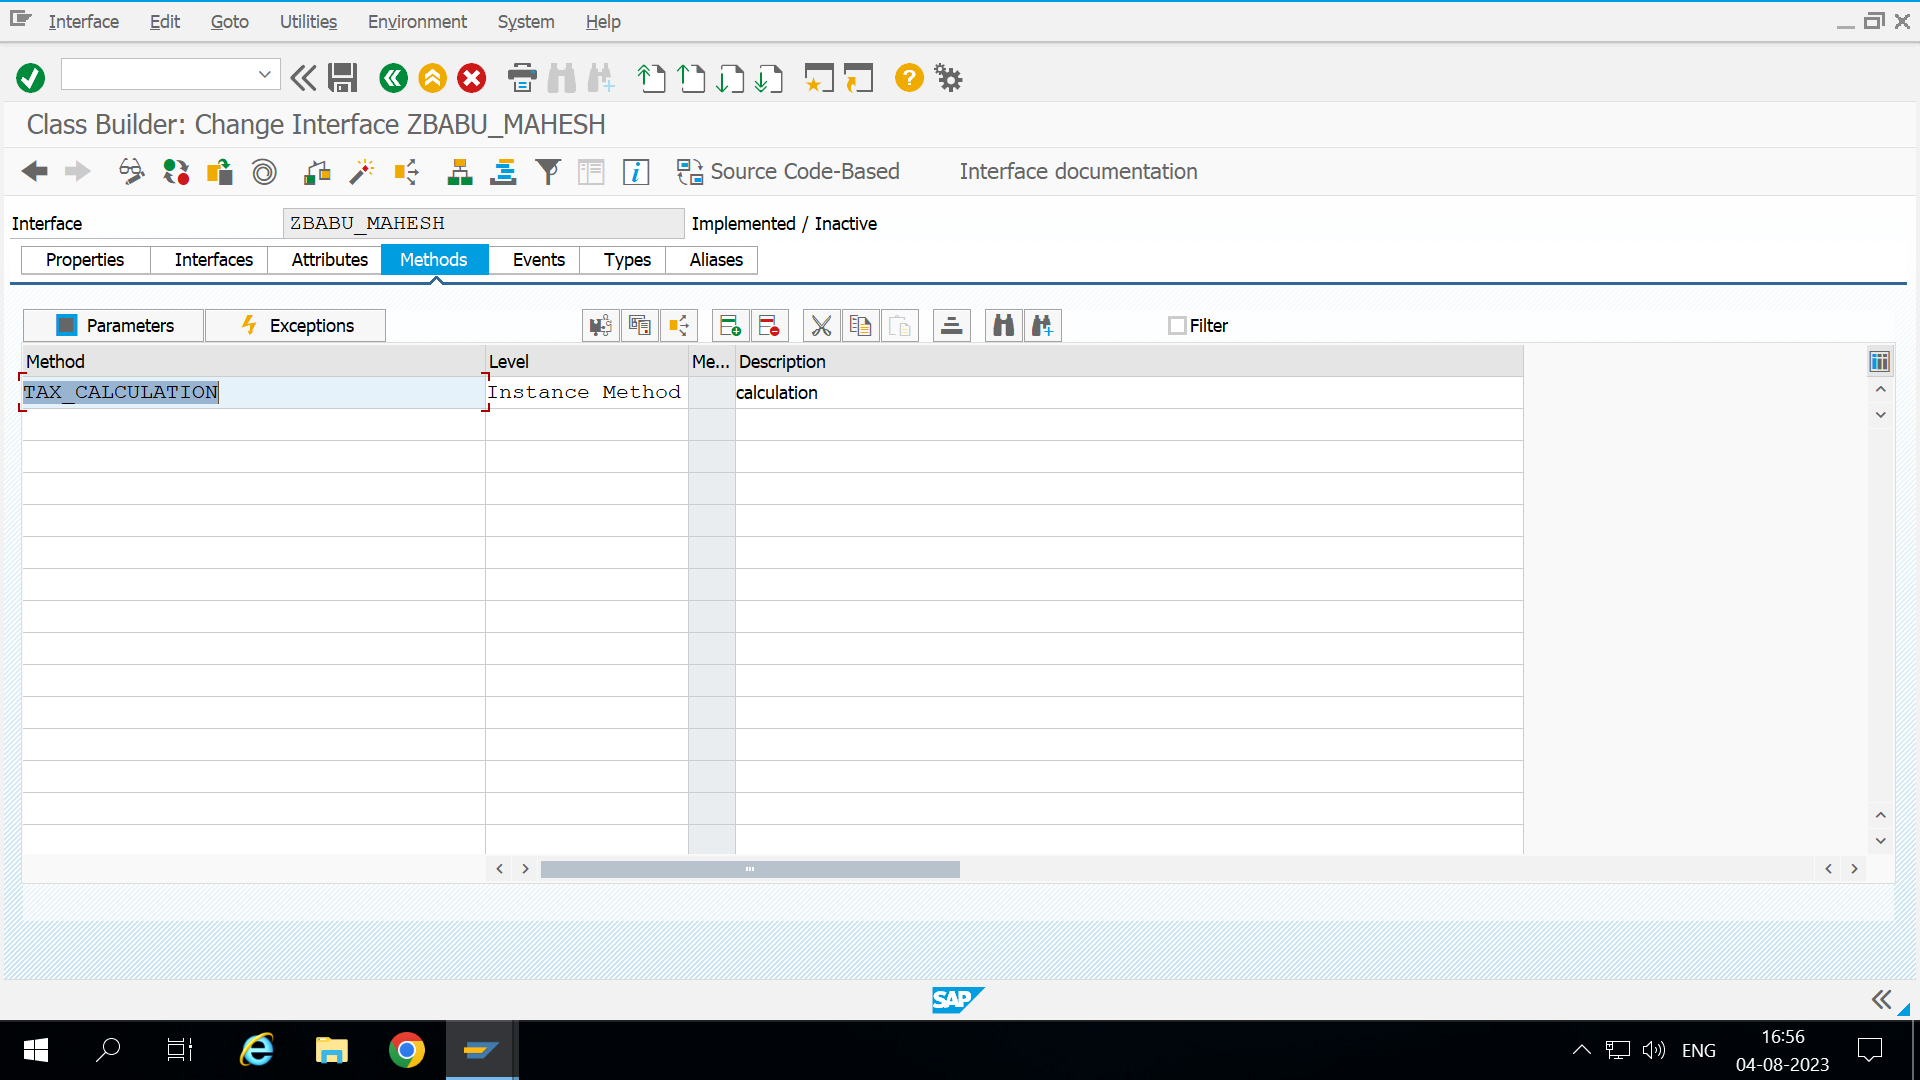 Interface Edit Goto Utilities Environment System Help
Class Builder: Change Interface ZBABU_MAHESH
Source Code-Based Interface documentation
Interface ZBABU_MAHESH Implemented / Inactive
Properties Interfaces Attributes Methods Events Types Aliases
Parameters Exceptions Filter
Method Level Me... Description
TAX_CALCULATION Instance Method calculation
SAP
ENG
16:56
04-08-2023